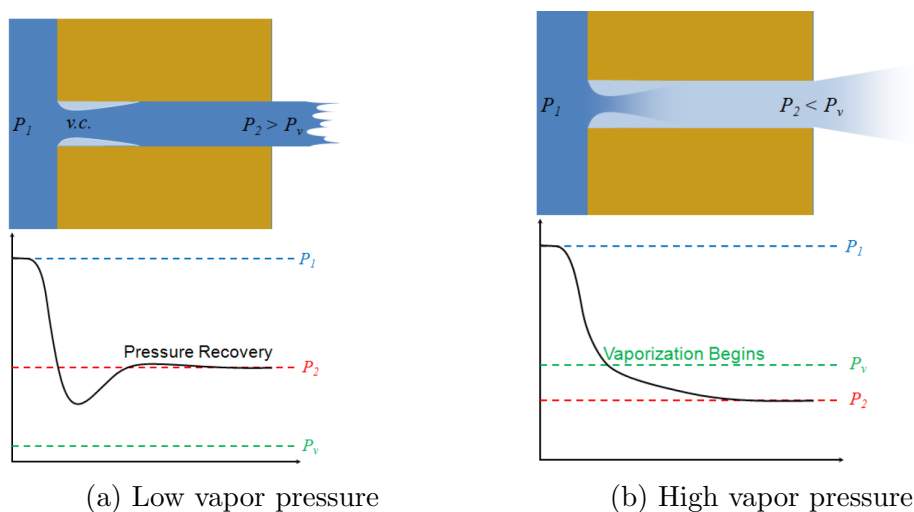 P1
v.c.
P2 > Pv
P1
Pressure Recovery
P2
Pv
(a) Low vapor pressure
P1
P2 < Pv
P1
Vaporization Begins
Pv
P2
(b) High vapor pressure